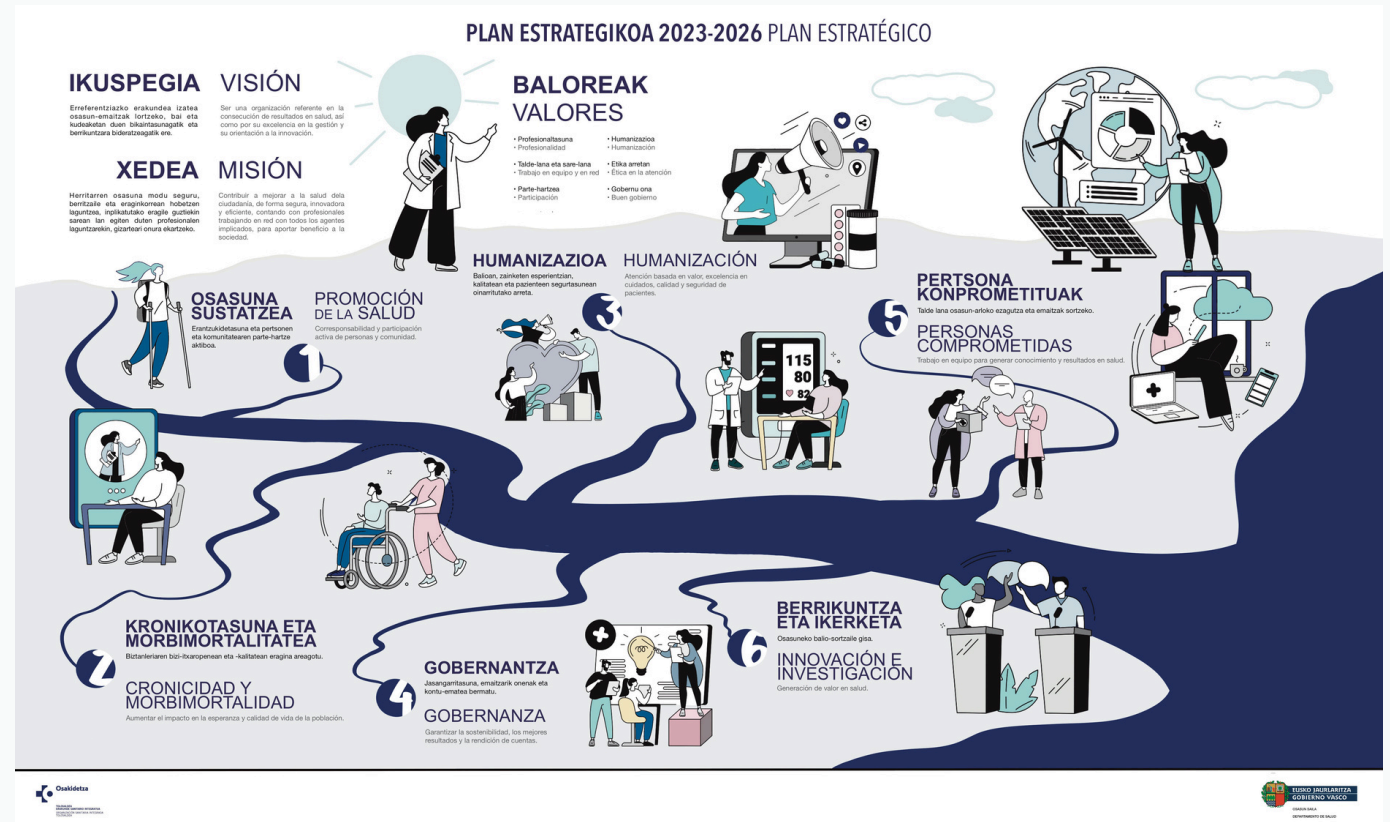 PLAN ESTRATEGIKOA 2023-2026 PLAN ESTRATÉGICO
IKUSPEGIA
Erreferentziazko erakundea izatea
osasun-emaitzak lortzeko, bai eta
kudeaketan duen bikaintasunagatik eta
berrikuntzara bideratzeagatik ere.
VISIÓN
Ser una organización referente en la
consecución de resultados en salud, así
como por su excelencia en la gestión y
su orientación a la innovación.
XEDEA
Herritarren osasuna modu seguru,
berritzaile eta eraginkorrean hobetzen
laguntzea, inplikatutako eragile guztiekin
sarean lan egiten duten profesionalen
laguntzarekin, gizarteari onura ekartzeko.
MISIÓN
Contribuir a mejorar a la salud dela
ciudadanía, de forma segura, innovadora
y eficiente, contando con profesionales
trabajando en red con todos los agentes
implicados, para aportar beneficio a la
sociedad.
BALOREAK
VALORES
• Profesionaltasuna
• Profesionalidad
• Talde-lana eta sare-lana
• Trabajo en equipo y en red
• Parte-hartzea
• Participación
• Humanizazioa
• Humanización
• Etika arretan
• Ética en la atención
• Gobernu ona
• Buen gobierno
OSASUNA
SUSTATZEA
Erantzukidetasuna eta pertsonen
eta komunitatearen parte-hartze
aktiboa.
PROMOCIÓN
DE LA SALUD
Corresponsabilidad y participación
activa de personas y comunidad.
1
HUMANIZAZIOA
Balioan, zainketen esperientzian,
kalitatean eta pazienteen segurtasunean
oinarritutako arreta.
HUMANIZACIÓN
Atención basada en valor, excelencia en
cuidados, calidad y seguridad de
pacientes.
3
115
80
82
5
PERTSONA
KONPROMETITUAK
Talde lana osasun-arloko ezagutza eta emaitzak sortzeko.
PERSONAS
COMPROMETIDAS
Trabajo en equipo para generar conocimiento y resultados en salud.
KRONIKOTASUNA ETA
MORBIMORTALITATEA
Biztanleriaren bizi-itxaropenean eta -kalitatean eragina areagotu.
2
CRONICIDAD Y
MORBIMORTALIDAD
Aumentar el impacto en la esperanza y calidad de vida de la población.
GOBERNANTZA
Jasangarritasuna, emaitzarik onenak eta
kontu-ematea bermatu.
4
GOBERNANZA
Garantizar la sostenibilidad, los mejores
resultados y la rendición de cuentas.
BERRIKUNTZA
ETA IKERKETA
Osasuneko balio-sortzaile gisa.
6
INNOVACIÓN E
INVESTIGACIÓN
Generación de valor en salud.
Osakidetza
EUSKO JAURLARITZA
GOBIERNO VASCO
OSASUN SAILA
DEPARTAMENTO DE SALUD